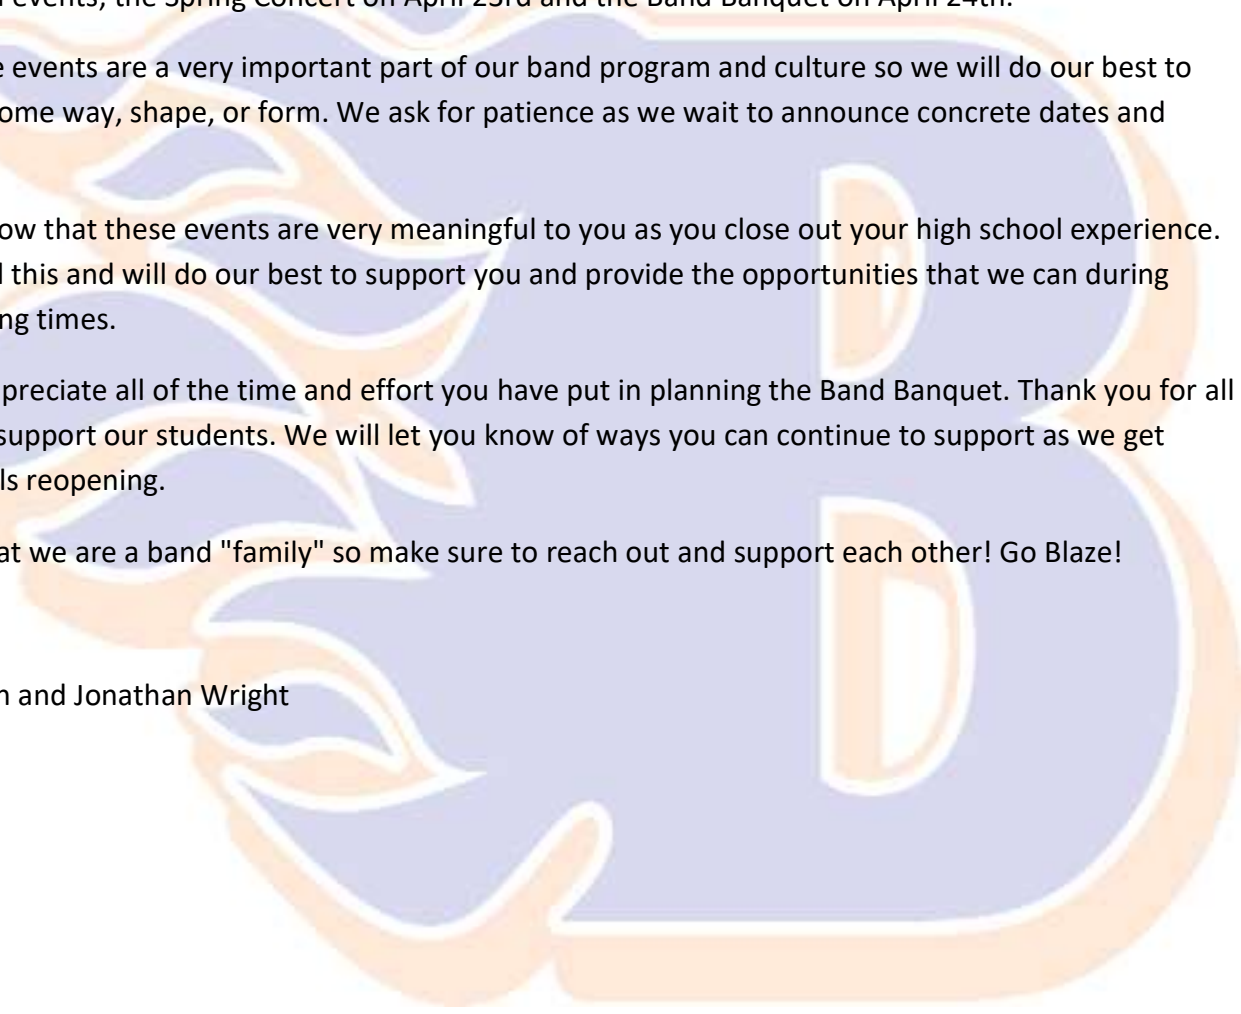 events, the Spring Concert on April 23rd and the Band Banquet on April 24th.
events are a very important part of our band program and culture so we will do our best to
ome way, shape, or form. We ask for patience as we wait to announce concrete dates and
ow that these events are very meaningful to you as you close out your high school experience.
this and will do our best to support you and provide the opportunities that we can during
ng times.
preciate all of the time and effort you have put in planning the Band Banquet. Thank you for all
support our students. We will let you know of ways you can continue to support as we get
ls reopening.
at we are a band "family" so make sure to reach out and support each other! Go Blaze!
and Jonathan Wright
B